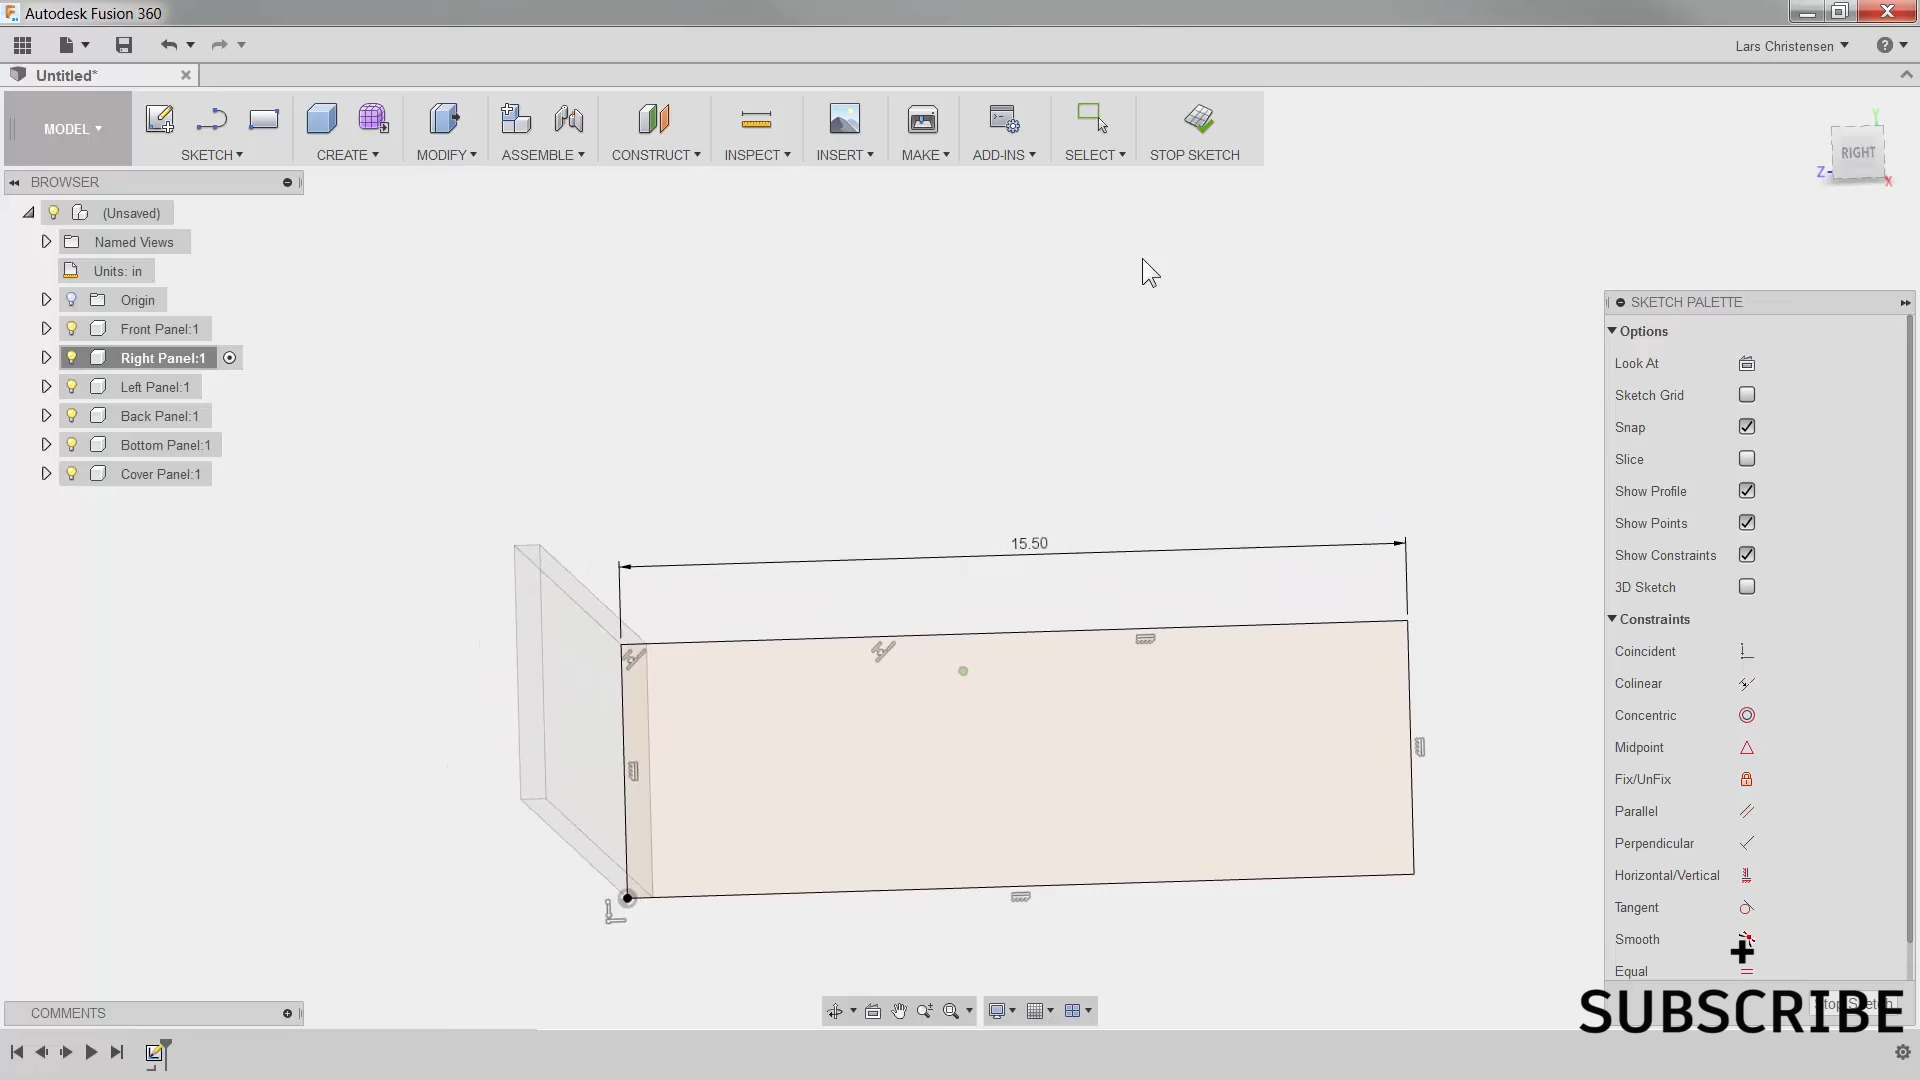 Autodesk Fusion 360
Lars Christensen
Untitled*
MODEL
SKETCH
CREATE
MODIFY
ASSEMBLE
CONSTRUCT
INSPECT
INSERT
MAKE
ADD-INS
SELECT
STOP SKETCH
RIGHT
Y
Z
X
BROWSER
(Unsaved)
Named Views
Units: in
Origin
Front Panel:1
Right Panel:1
Left Panel:1
Back Panel:1
Bottom Panel:1
Cover Panel:1
15.50
SKETCH PALETTE
Options
Look At
Sketch Grid
Snap
Slice
Show Profile
Show Points
Show Constraints
3D Sketch
Constraints
Coincident
Colinear
Concentric
Midpoint
Fix/UnFix
Parallel
Perpendicular
Horizontal/Vertical
Tangent
Smooth
Equal
Stop Sketch
SUBSCRIBE
COMMENTS